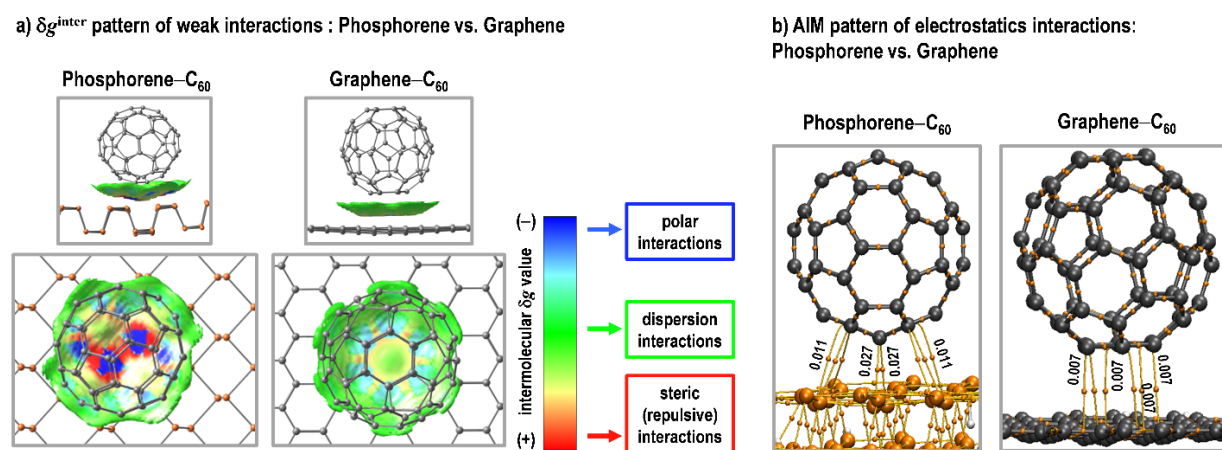 a) δg^inter pattern of weak interactions : Phosphorene vs. Graphene
Phosphorene–C₆₀
Graphene–C₆₀
(–)
intermolecular δg value
(+)
polar
interactions
dispersion
interactions
steric
(repulsive)
interactions
b) AIM pattern of electrostatics interactions:
Phosphorene vs. Graphene
Phosphorene–C₆₀
Graphene–C₆₀
0.011
0.027
0.027
0.011
0.007
0.007
0.007
0.007